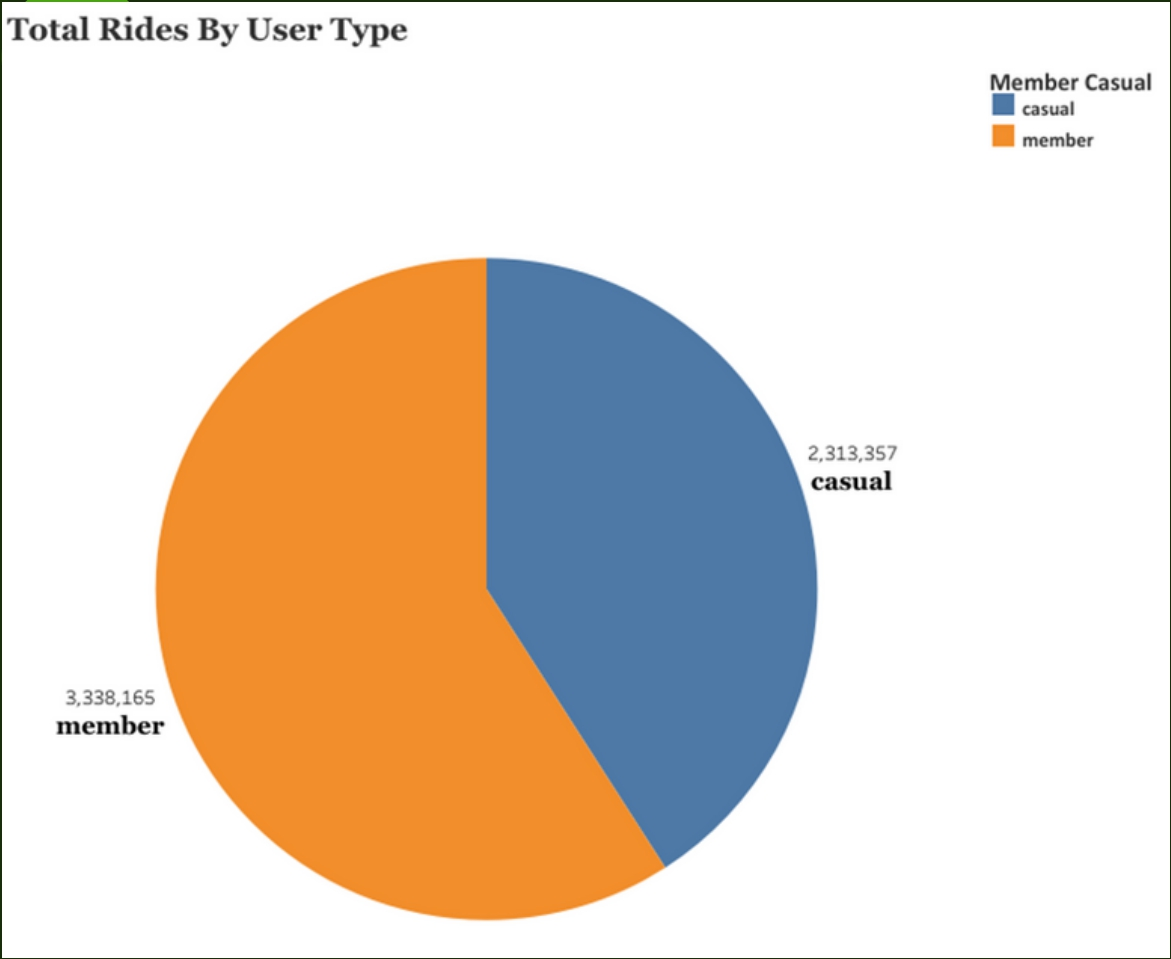 Total Rides By User Type
Member Casual
casual
member
2,313,357
casual
3,338,165
member